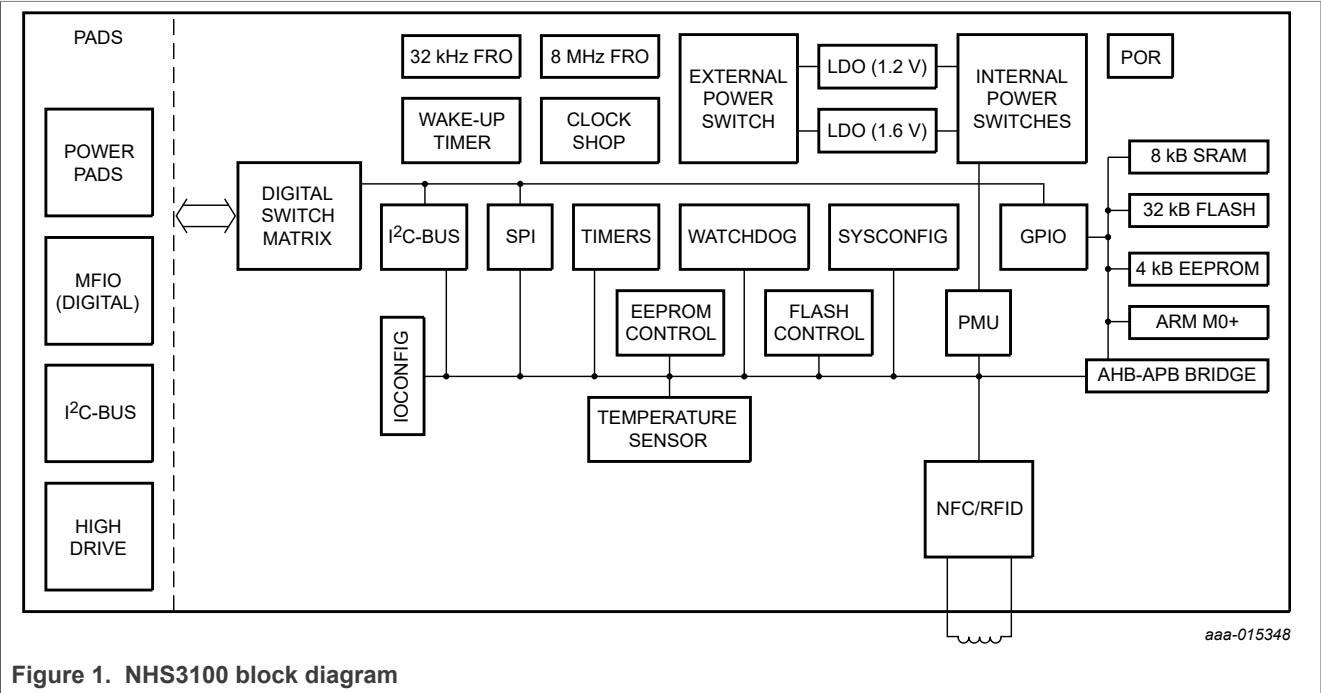 PADS
POWER
PADS
MFIO
(DIGITAL)
I²C-BUS
HIGH
DRIVE
32 kHz FRO
8 MHz FRO
WAKE-UP
TIMER
CLOCK
SHOP
EXTERNAL
POWER
SWITCH
LDO (1.2 V)
LDO (1.6 V)
INTERNAL
POWER
SWITCHES
POR
DIGITAL
SWITCH
MATRIX
I²C-BUS
SPI
TIMERS
WATCHDOG
SYSCONFIG
GPIO
8 kB SRAM
32 kB FLASH
4 kB EEPROM
ARM M0+
AHB-APB BRIDGE
IOCONFIG
EEPROM
CONTROL
FLASH
CONTROL
PMU
TEMPERATURE
SENSOR
NFC/RFID
aaa-015348
Figure 1. NHS3100 block diagram